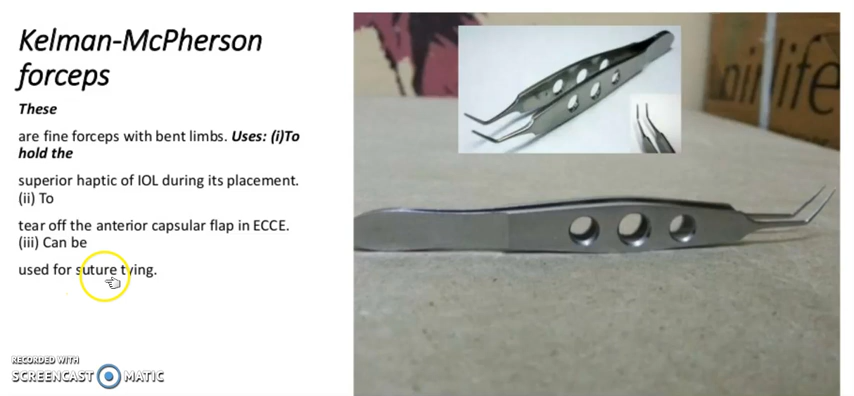 Kelman-McPherson
forceps
These
are fine forceps with bent limbs. Uses: (i)To
hold the
superior haptic of IOL during its placement.
(ii) To
tear off the anterior capsular flap in ECCE.
(iii) Can be
used for suture tying.
RECORDED WITH
SCREENCAST MATIC
airlife